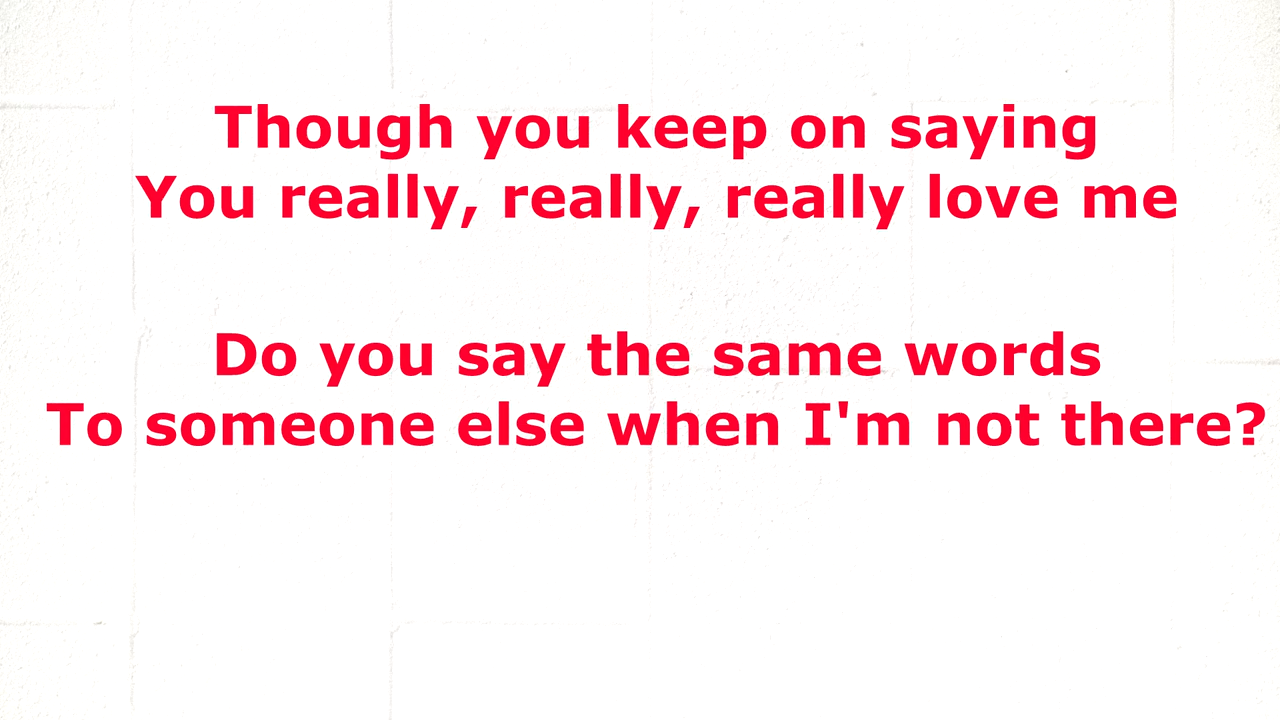 Though you keep on saying
You really, really, really love me
Do you say the same words
To someone else when I'm not there?